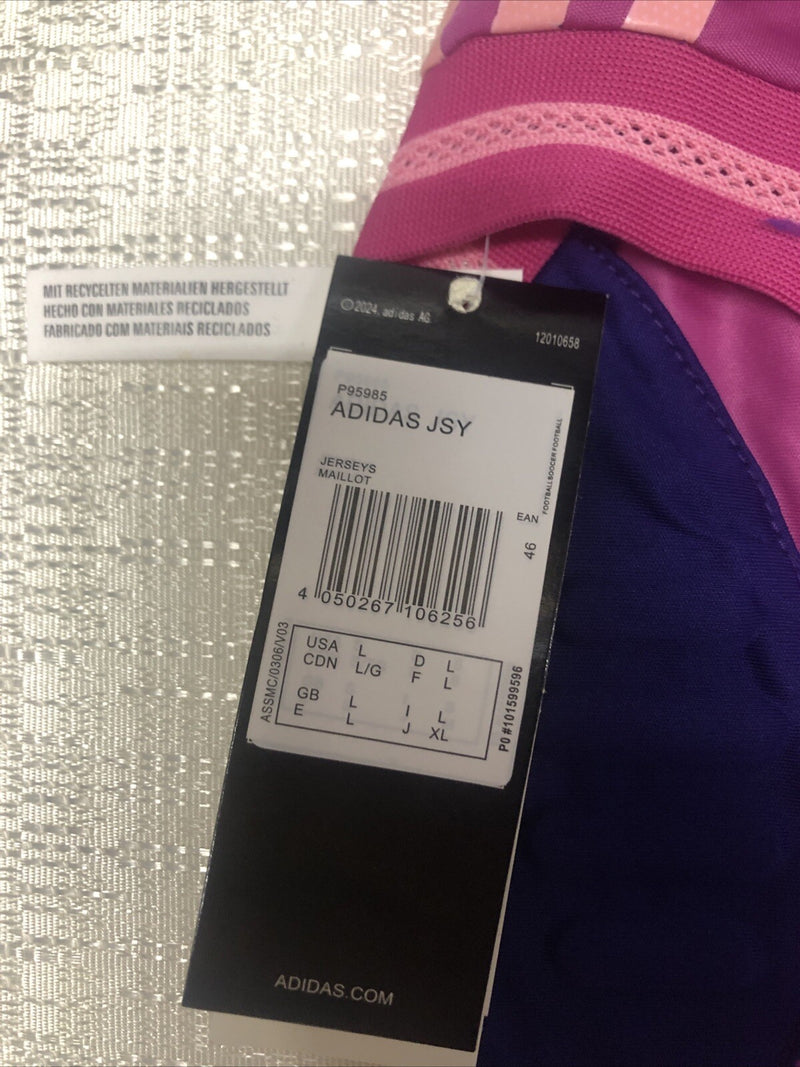 MIT RECYCELTEN MATERIALIEN HERGESTELLT
HECHO CON MATERIALES RECICLADOS
FABRICADO COM MATERIAIS RECICLADOS
©2024. adidas AG
12010658
P95985
ADIDAS JSY
JERSEYS
MAILLOT
FOOTBALL/SOCCER FOOTBALL
EAN
46
4 050267 106256
ASSMC/0306/V03
USA L D L
CDN L/G F L
GB L I L
E L J XL
PO #101599596
ADIDAS.COM